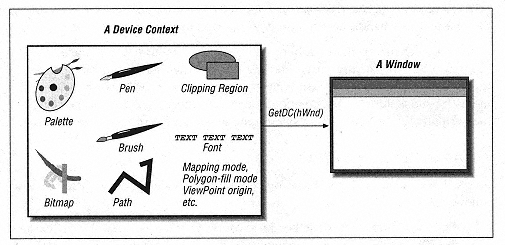 A Device Context
A Window
Palette
Pen
Clipping Region
GetDC(hWnd)
Brush
TEXT TEXT TEXT
Font
Bitmap
Path
Mapping mode,
Polygon-fill mode
ViewPoint origin,
etc.